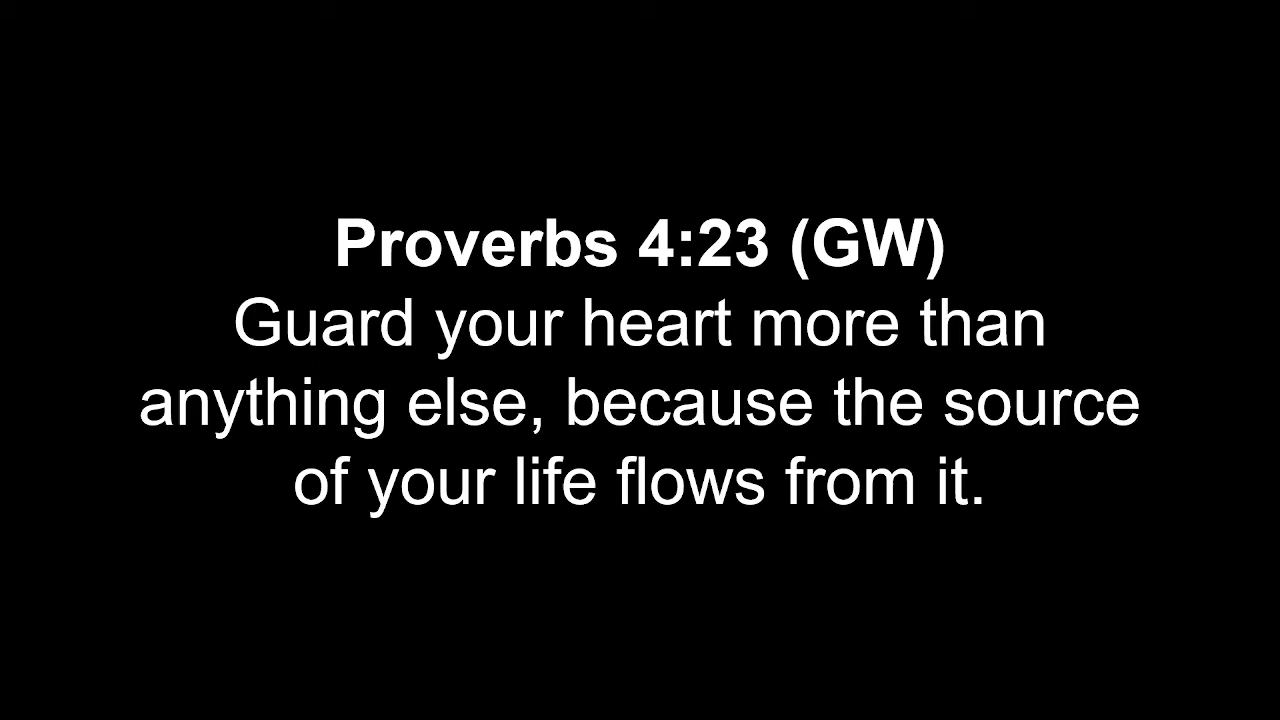 Proverbs 4:23 (GW)
Guard your heart more than
anything else, because the source
of your life flows from it.